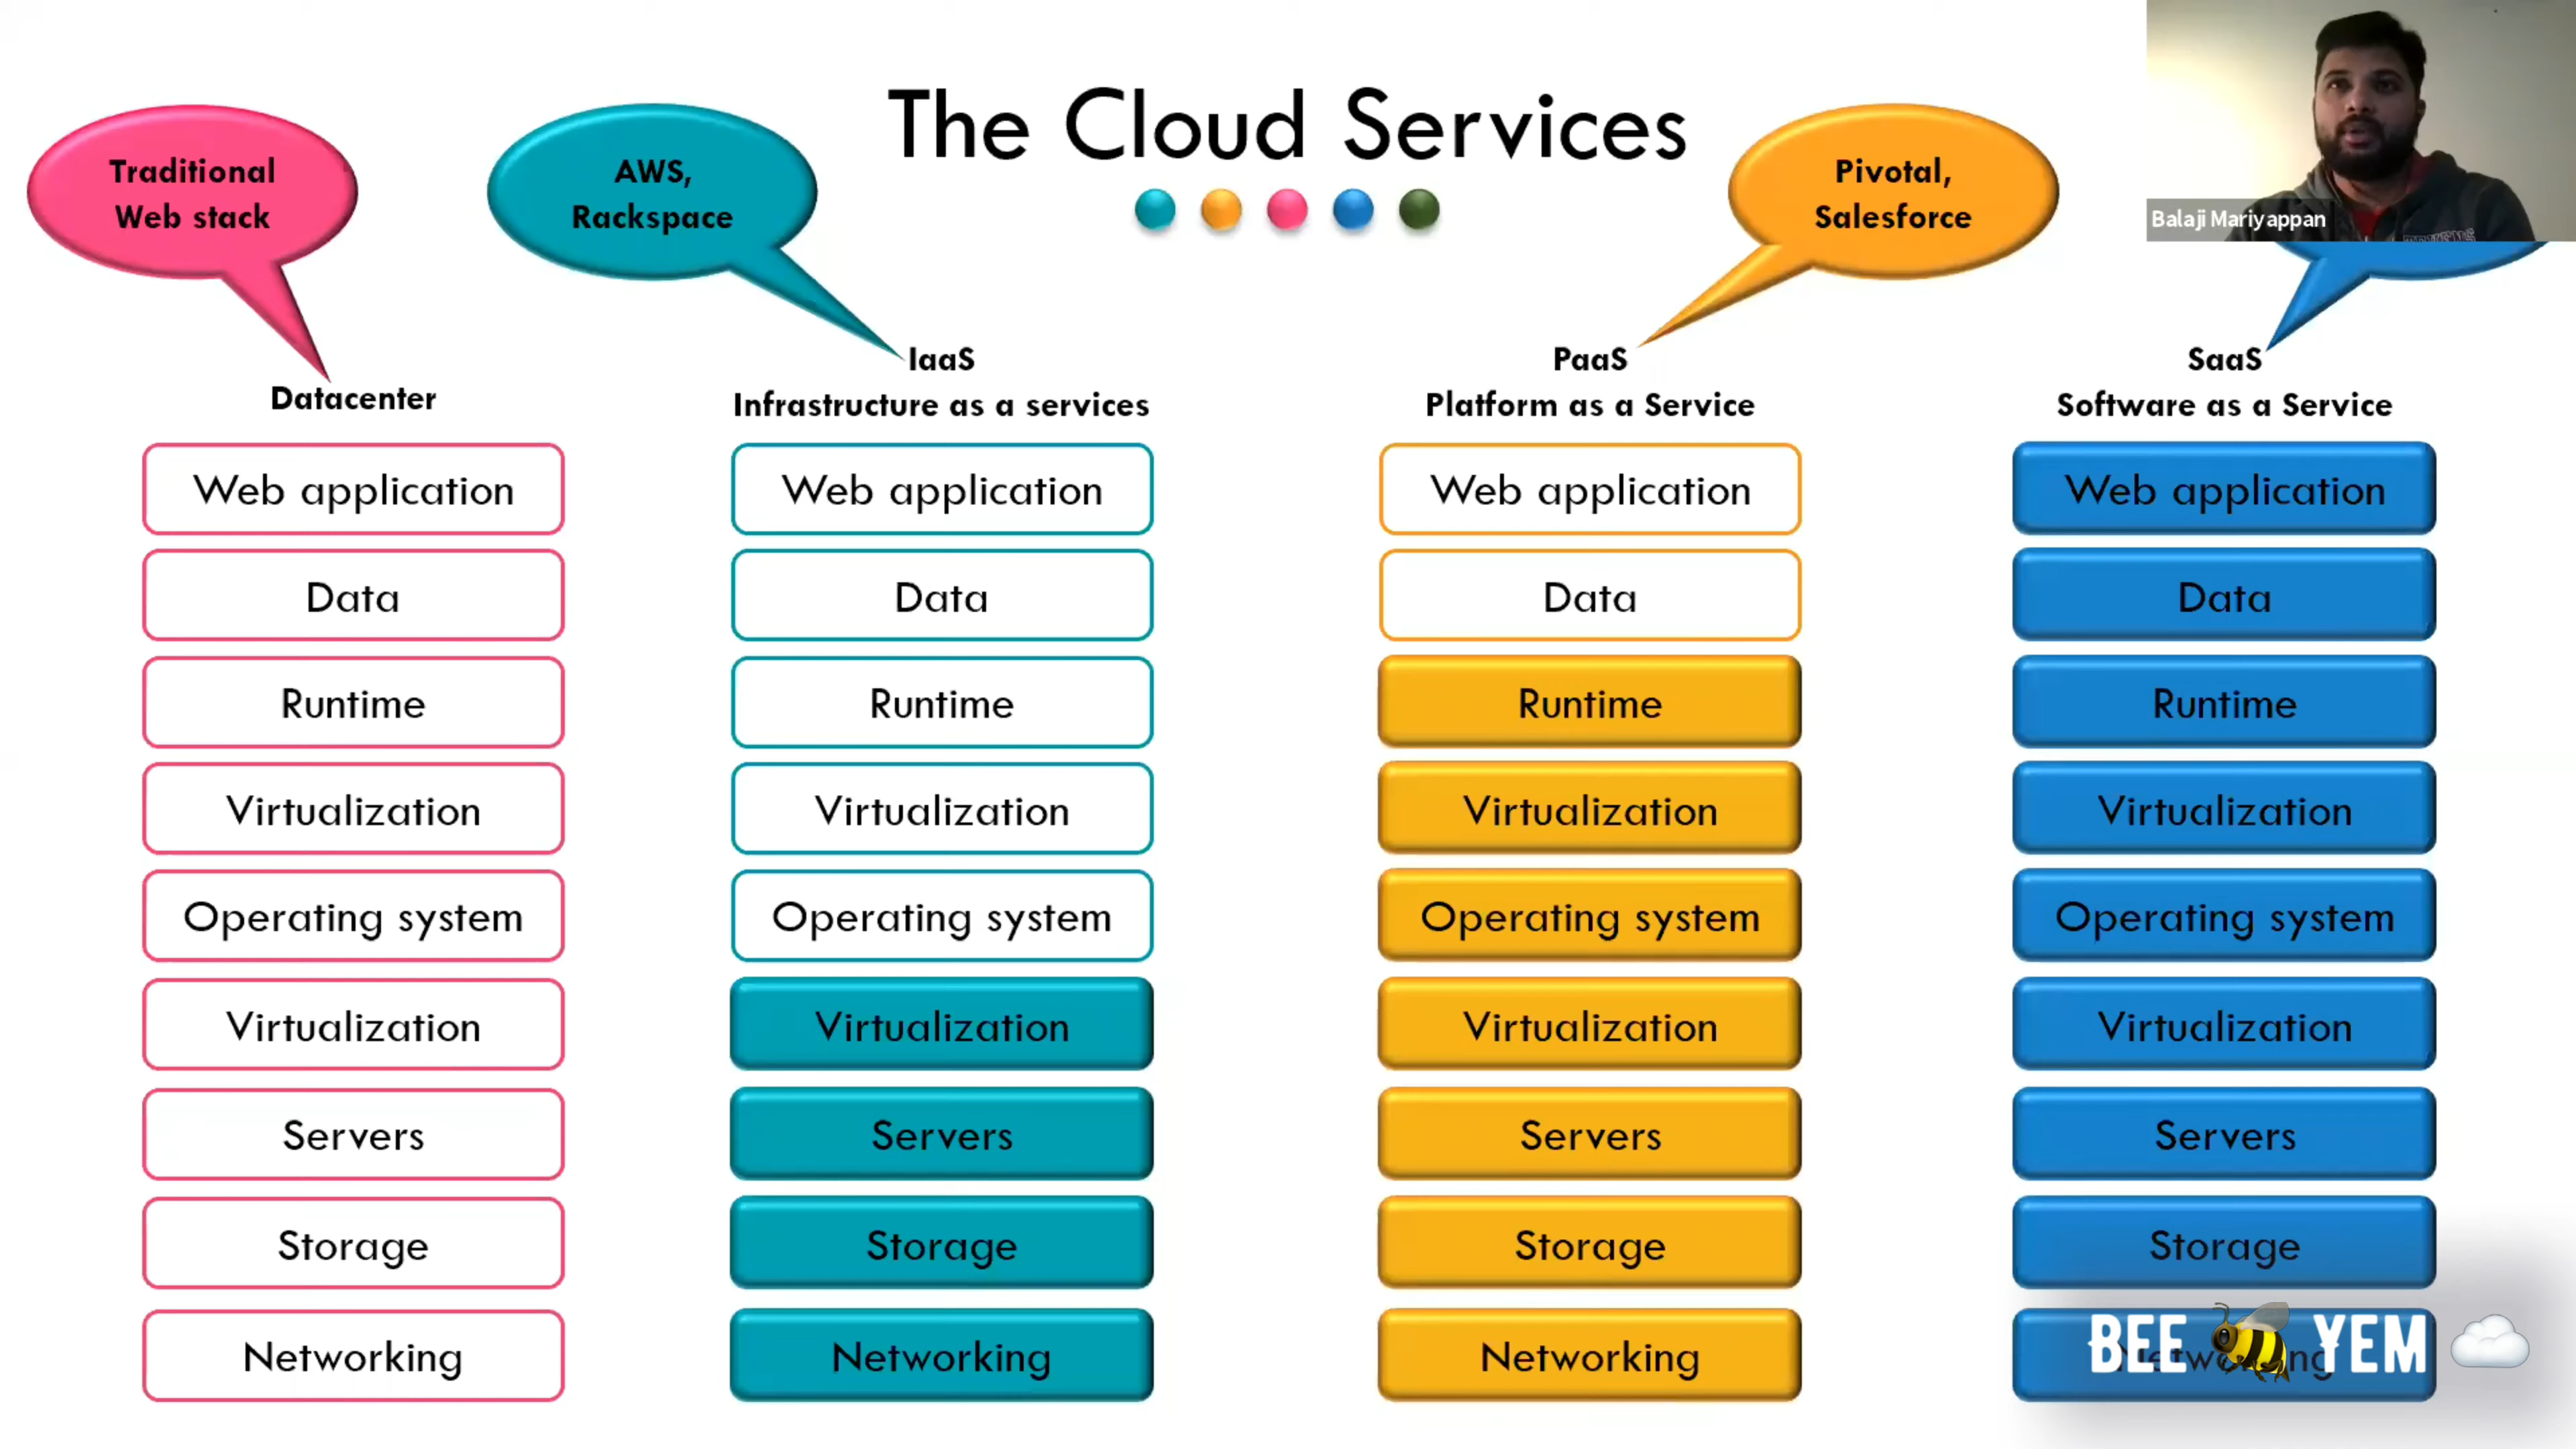 The Cloud Services
Traditional
Web stack
AWS,
Rackspace
Pivotal,
Salesforce
Balaji Mariyappan
Datacenter
Web application
Data
Runtime
Virtualization
Operating system
Virtualization
Servers
Storage
Networking
IaaS
Infrastructure as a services
Web application
Data
Runtime
Virtualization
Operating system
Virtualization
Servers
Storage
Networking
PaaS
Platform as a Service
Web application
Data
Runtime
Virtualization
Operating system
Virtualization
Servers
Storage
Networking
SaaS
Software as a Service
Web application
Data
Runtime
Virtualization
Operating system
Virtualization
Servers
Storage
Networking
BEE YEM